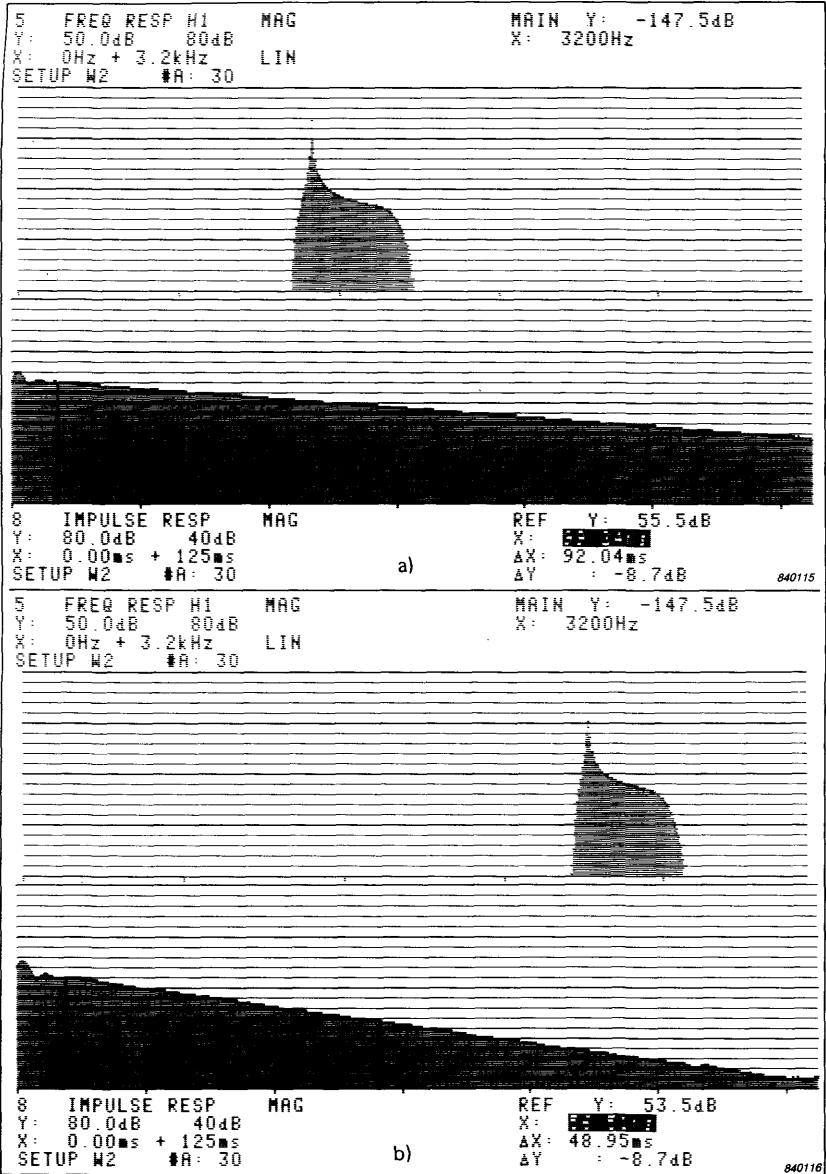 5 FREQ RESP H1 MAG MAIN Y: -147.5dB
Y: 50.0dB 80dB X: 3200Hz
X: 0Hz + 3.2kHz LIN
SETUP W2 #A: 30
8 IMPULSE RESP MAG REF Y: 55.5dB
Y: 80.0dB 40dB X:
X: 0.00ms + 125ms a) ΔX: 92.04ms
SETUP W2 #A: 30 ΔY : -8.7dB 840115
5 FREQ RESP H1 MAG MAIN Y: -147.5dB
Y: 50.0dB 80dB X: 3200Hz
X: 0Hz + 3.2kHz LIN
SETUP W2 #A: 30
8 IMPULSE RESP MAG REF Y: 53.5dB
Y: 80.0dB 40dB X:
X: 0.00ms + 125ms b) ΔX: 48.95ms
SETUP W2 #A: 30 ΔY : -8.7dB 840116